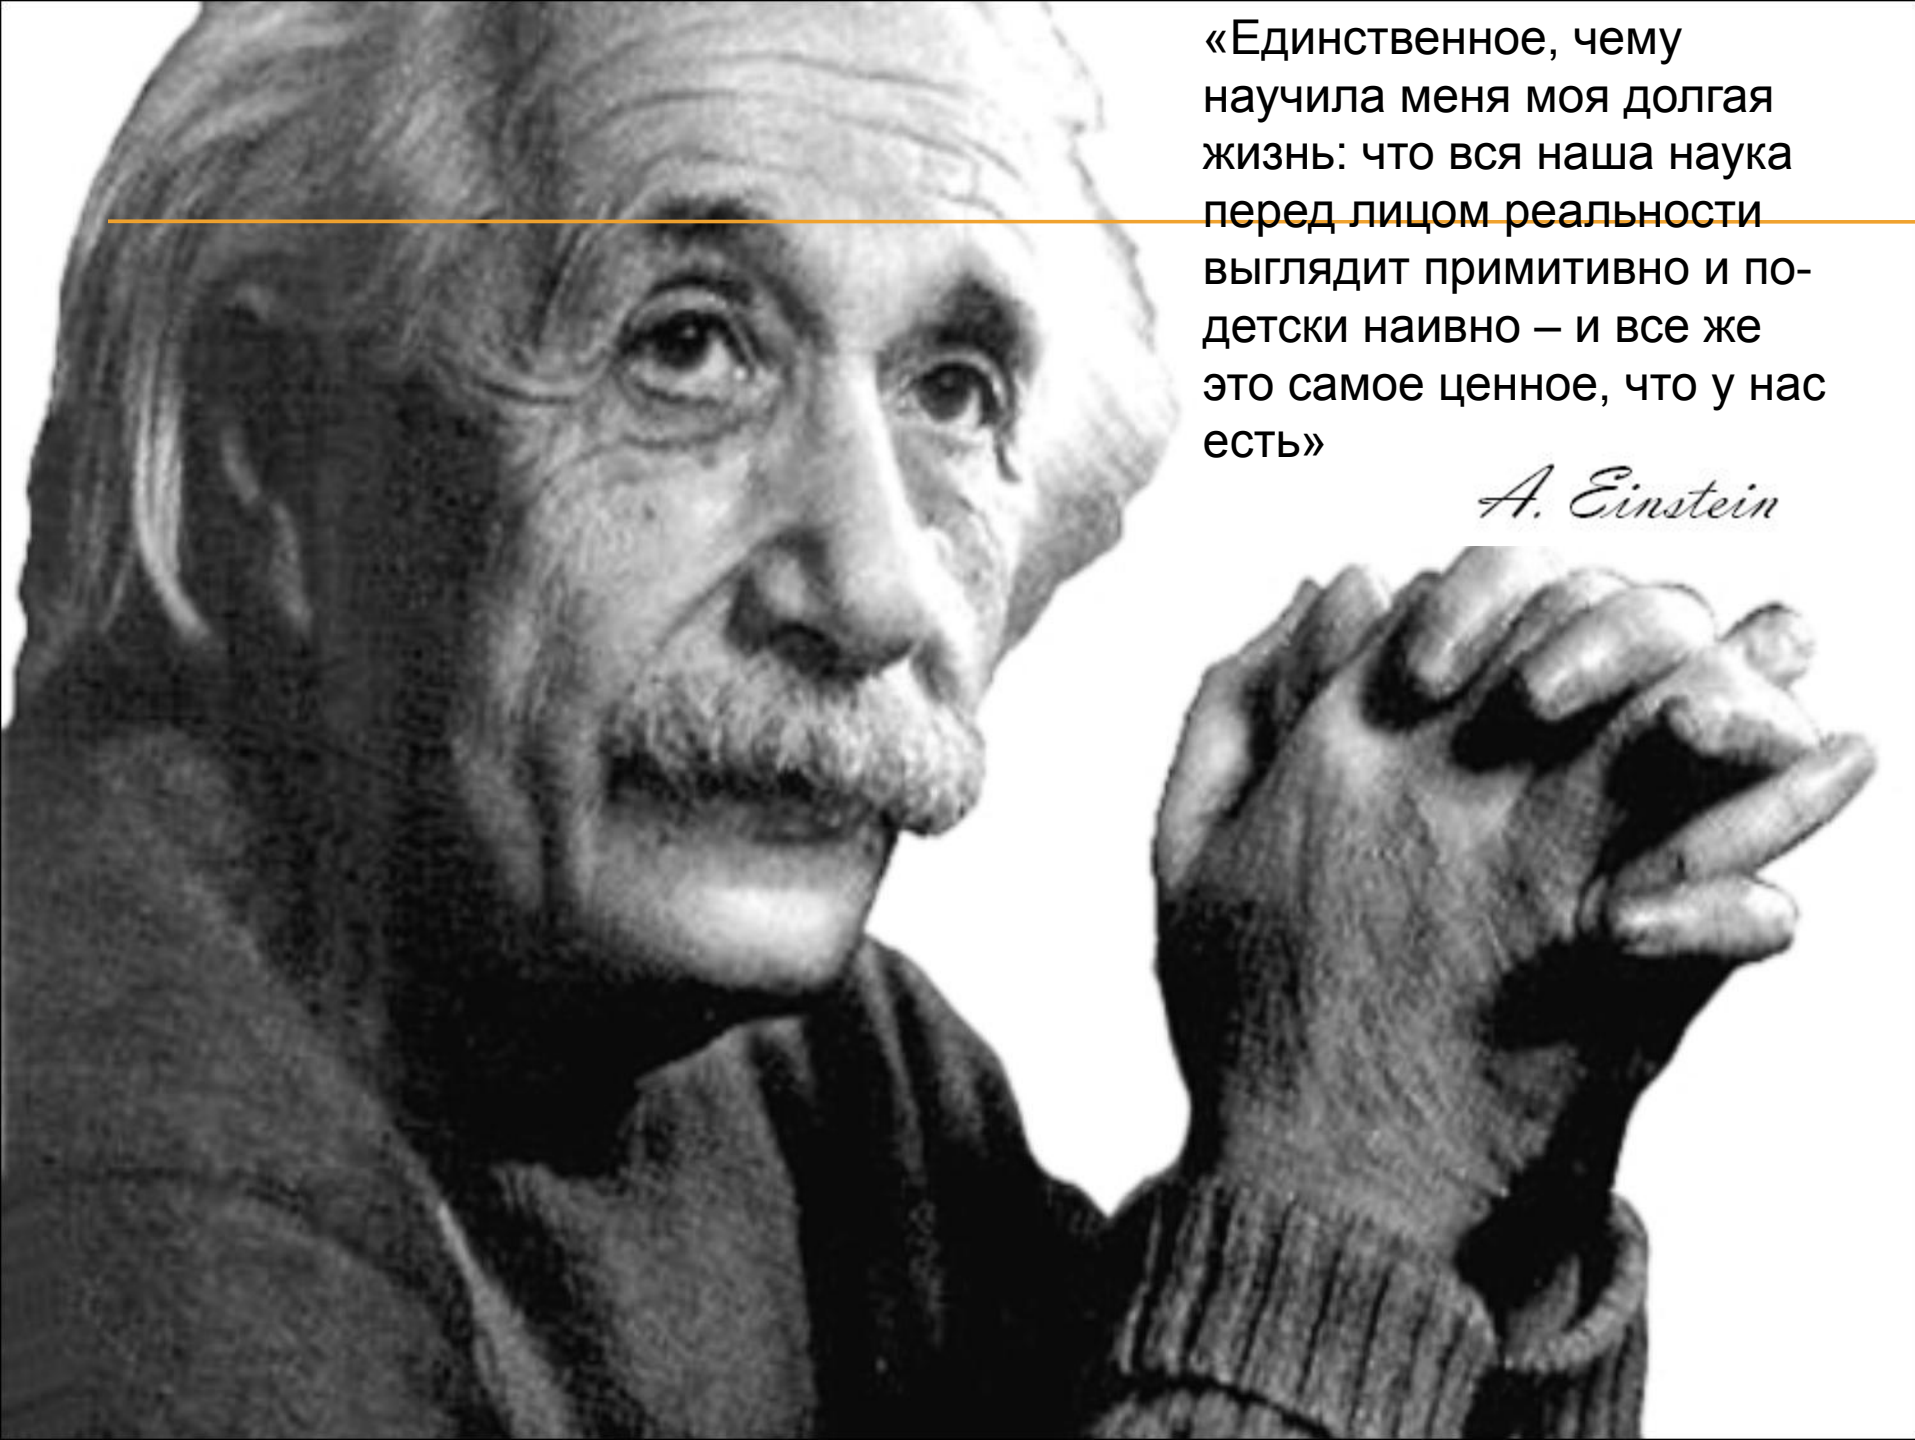 «Единственное, чему
научила меня моя долгая
жизнь: что вся наша наука
перед лицом реальности
выглядит примитивно и по-
детски наивно – и все же
это самое ценное, что у нас
есть»
A. Einstein